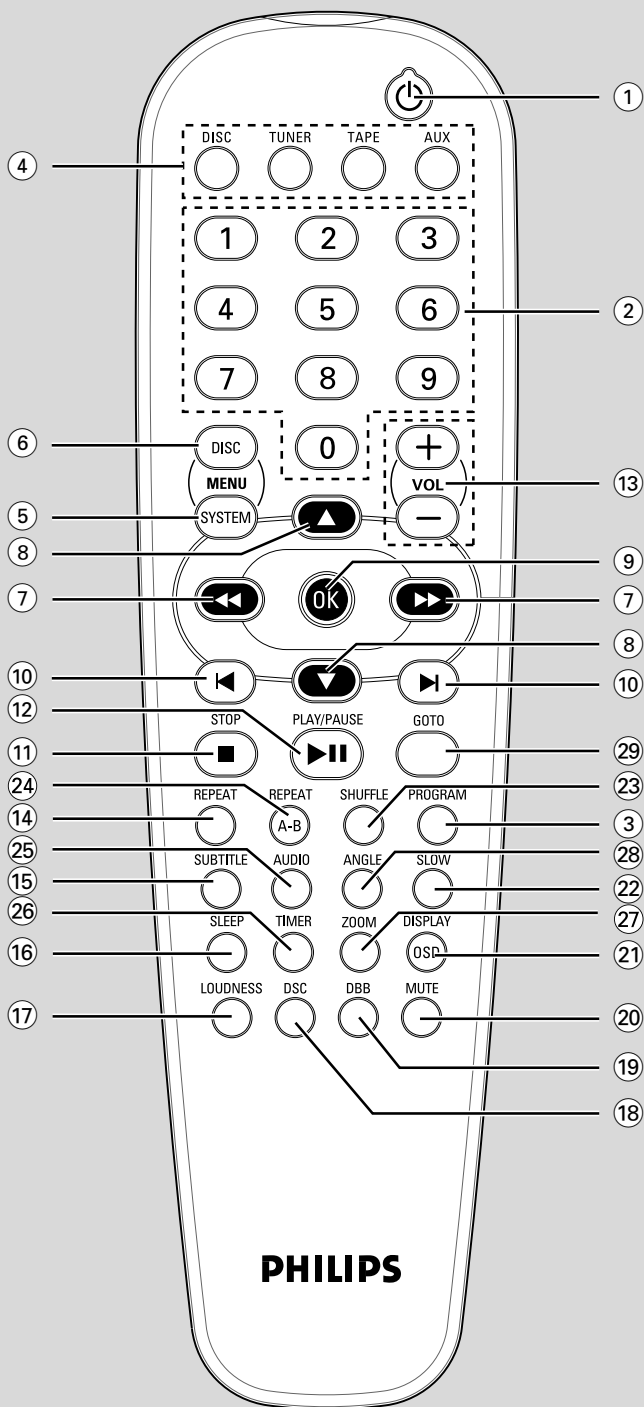 ①
④ DISC TUNER TAPE AUX
1 2 3
4 5 6 ②
7 8 9
⑥ DISC 0 +
MENU VOL ⑬
⑤ SYSTEM −
⑧ ▲
⑨
⑦ ◀◀ OK ▶▶ ⑦
⑧
⑩ ▼ ⑩
⑫ STOP PLAY/PAUSE GOTO
⑪ ㉙
㉔ REPEAT REPEAT SHUFFLE PROGRAM ㉓
⑭ A-B ③
㉕ SUBTITLE AUDIO ANGLE SLOW ㉘
⑮ ㉒
㉖ SLEEP TIMER ZOOM DISPLAY ㉗
⑯ OSD ㉑
LOUDNESS DSC DBB MUTE
⑰ ⑳
⑲
⑱
PHILIPS